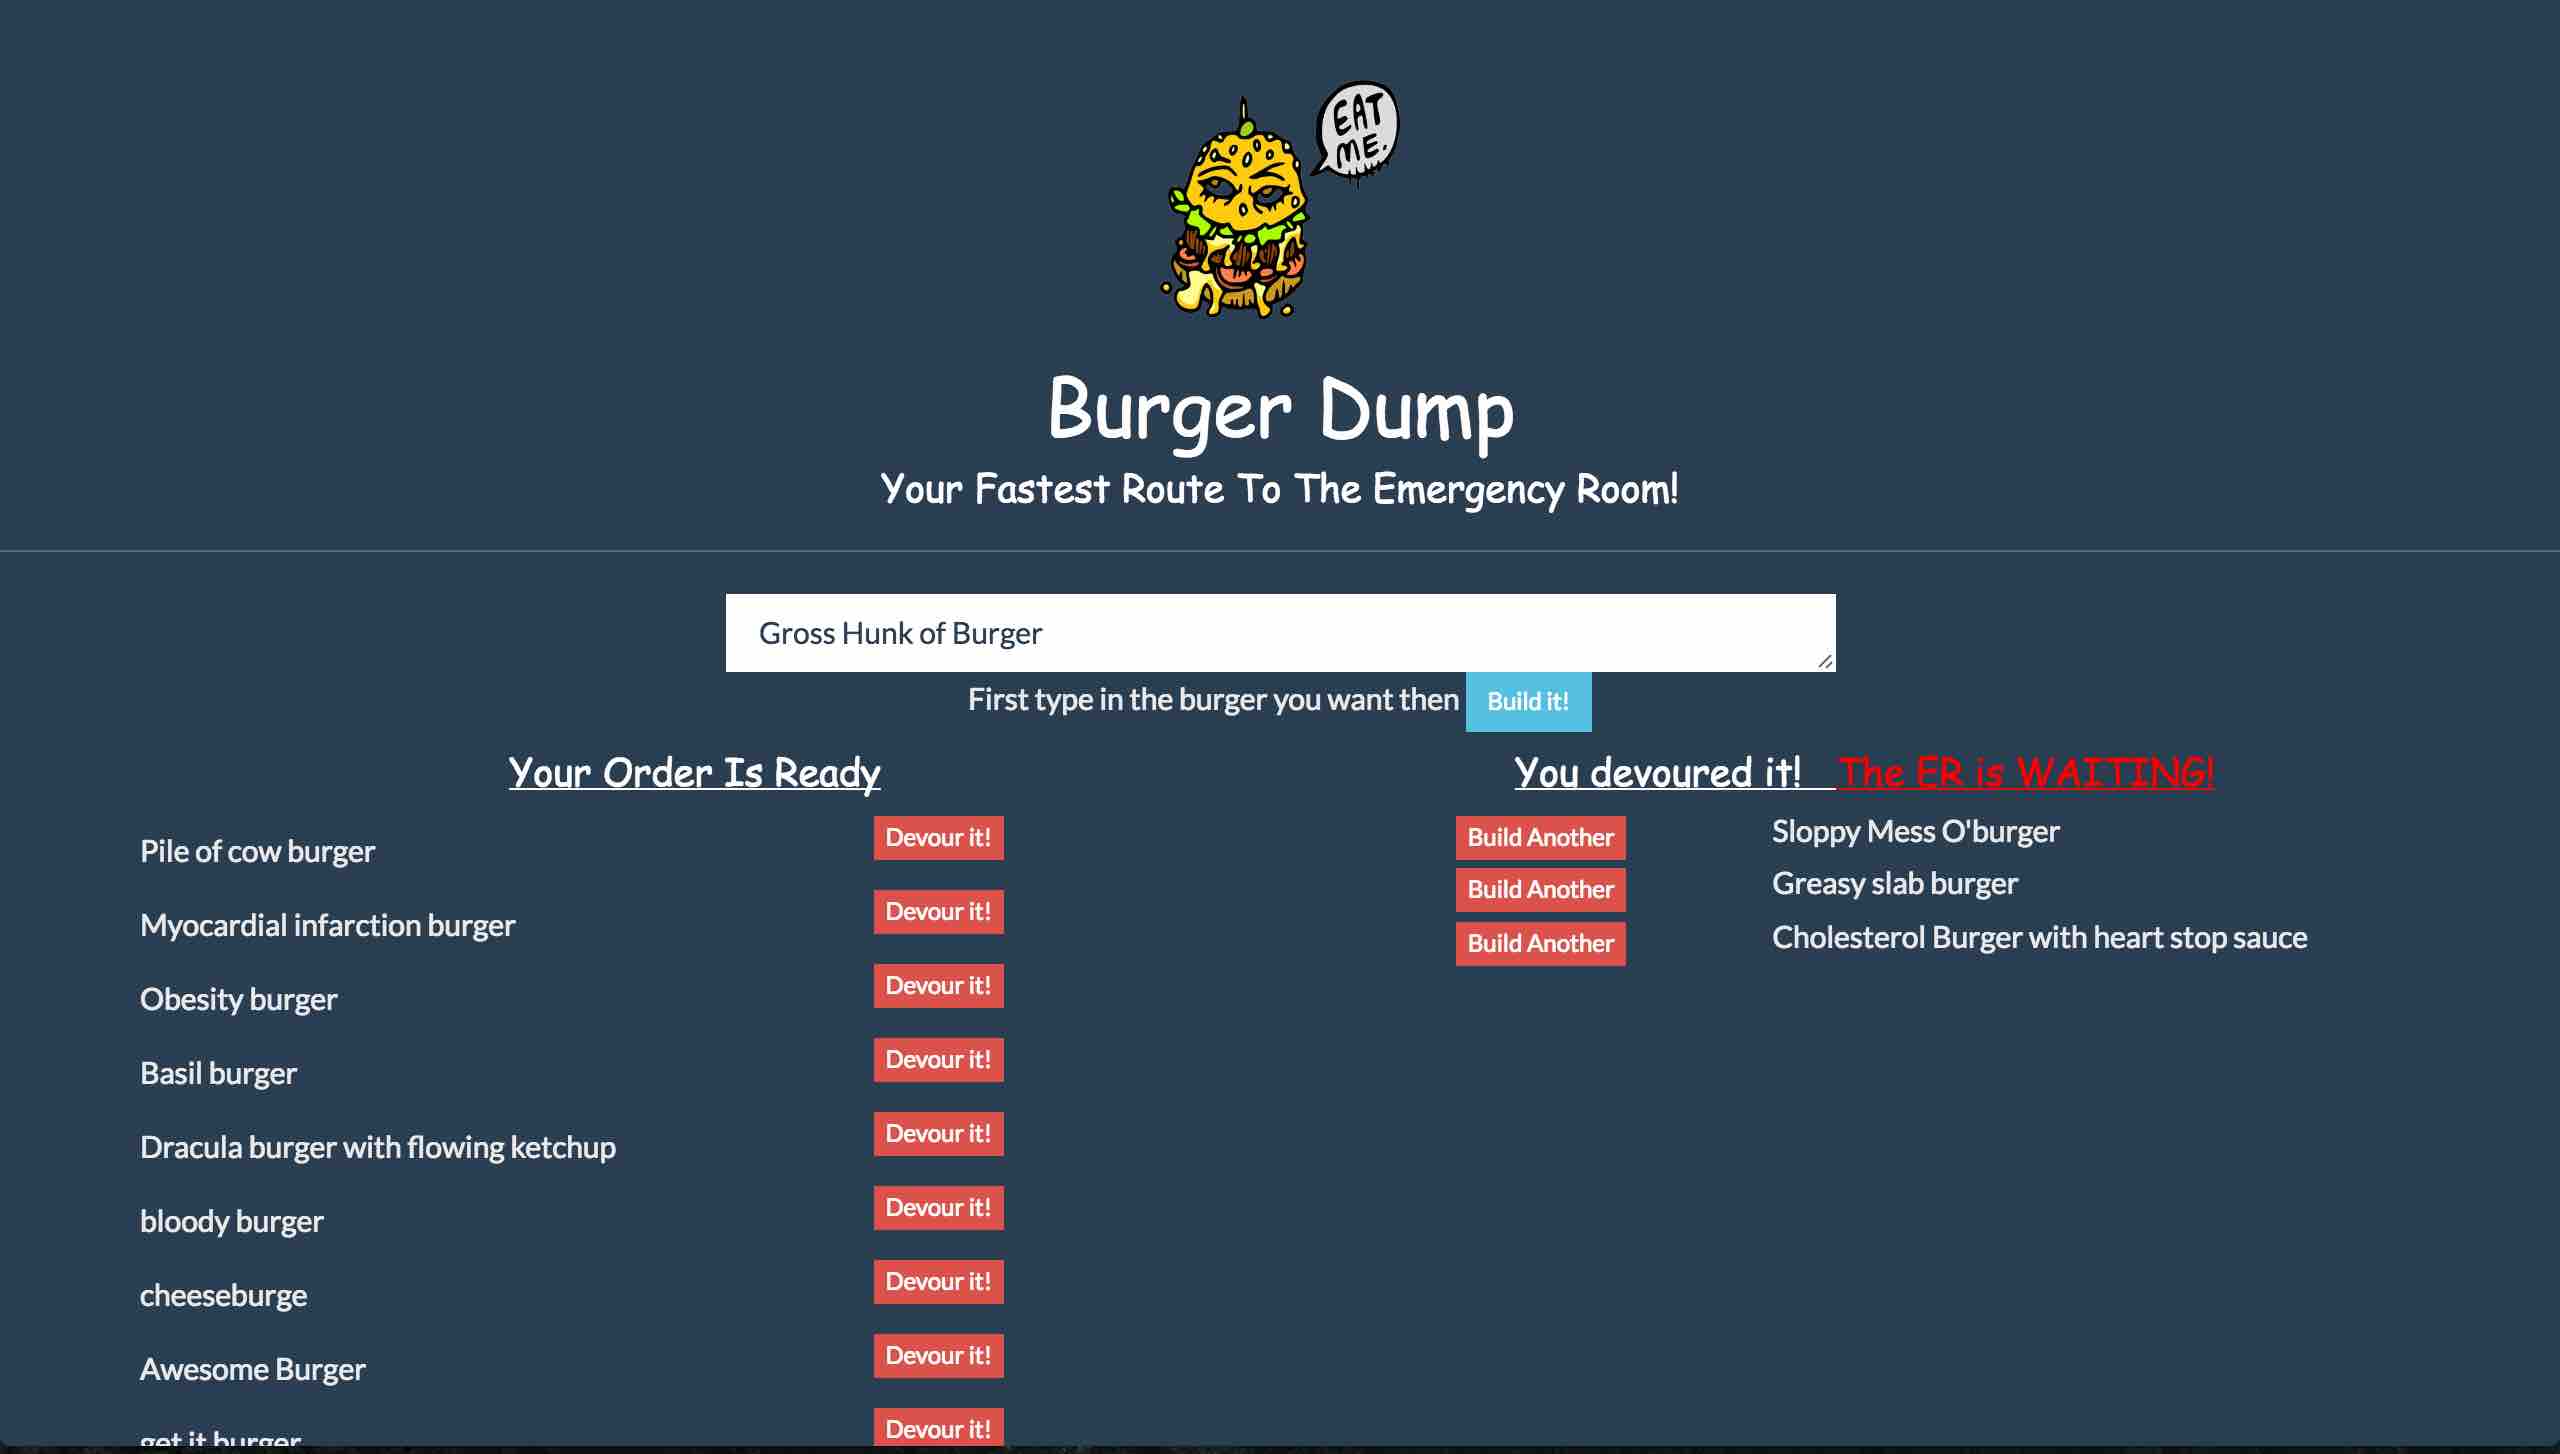 EAT
ME.
Burger Dump
Your Fastest Route To The Emergency Room!
Gross Hunk of Burger
First type in the burger you want then Build it!
Your Order Is Ready
Pile of cow burger Devour it!
Myocardial infarction burger Devour it!
Obesity burger Devour it!
Basil burger Devour it!
Dracula burger with flowing ketchup Devour it!
bloody burger Devour it!
cheeseburge Devour it!
Awesome Burger Devour it!
get it burger Devour it!
You devoured it! The ER is WAITING!
Build Another Sloppy Mess O'burger
Build Another Greasy slab burger
Build Another Cholesterol Burger with heart stop sauce